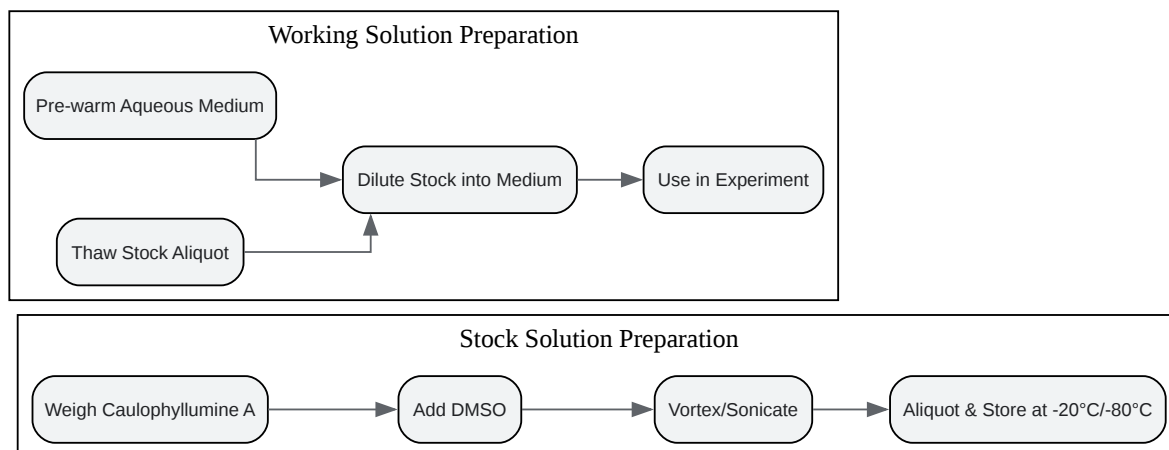 Working Solution Preparation
Pre-warm Aqueous Medium
Dilute Stock into Medium
Use in Experiment
Thaw Stock Aliquot
Stock Solution Preparation
Weigh Caulophyllumine A
Add DMSO
Vortex/Sonicate
Aliquot & Store at -20°C/-80°C